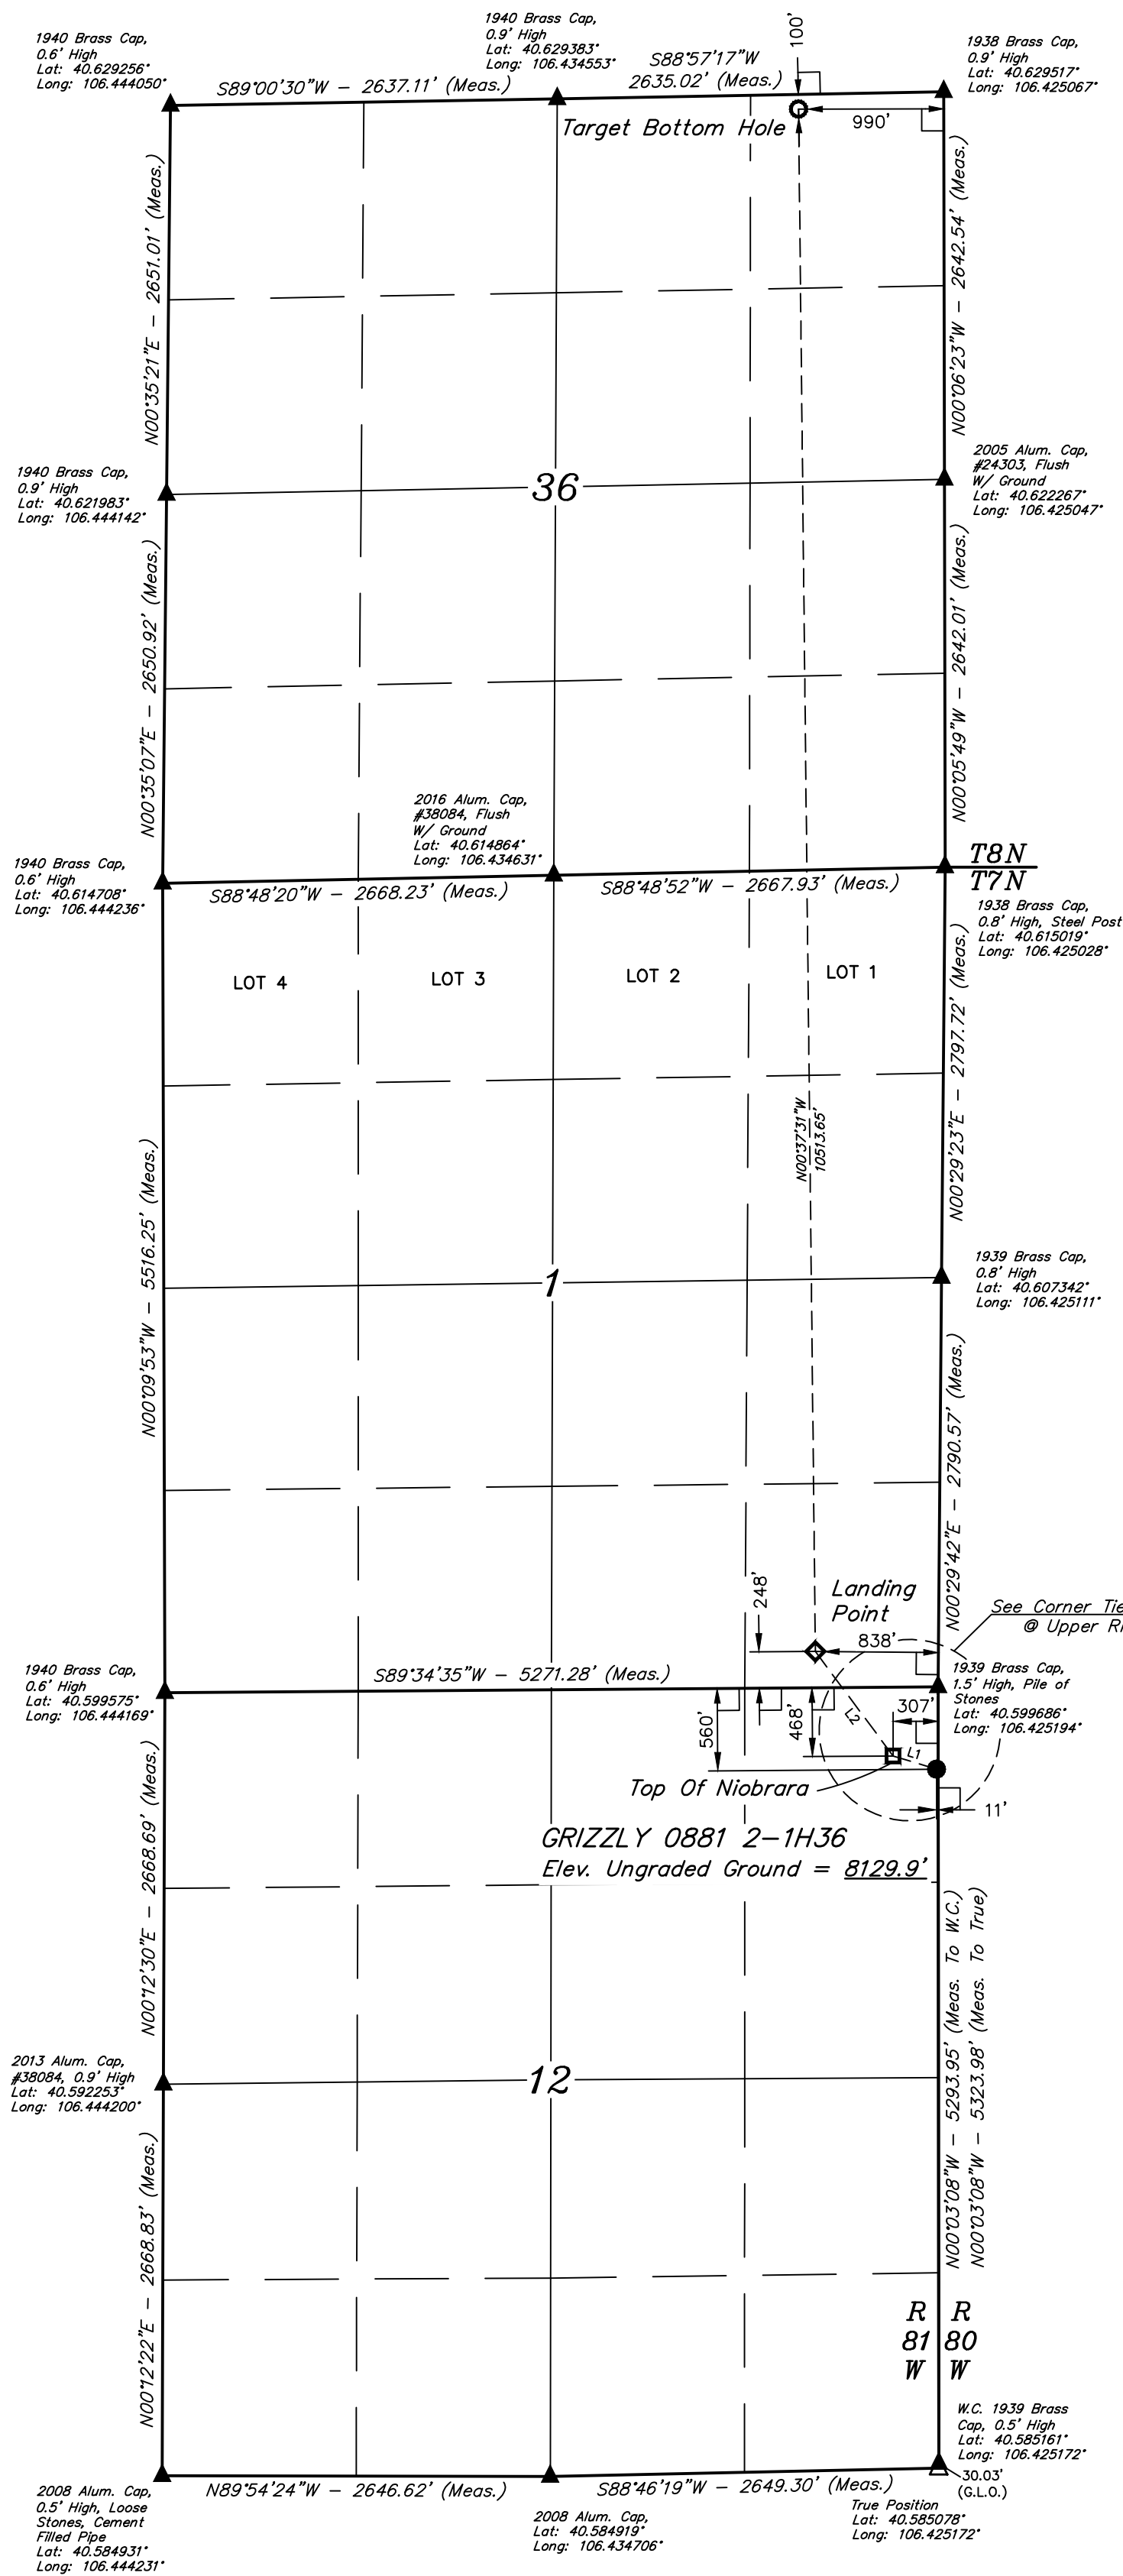 1940 Brass Cap,
0.6' High
Lat: 40.629256°
Long: 106.444050°
S89°00'30"W - 2637.11' (Meas.)
1940 Brass Cap,
0.9' High
Lat: 40.629383°
Long: 106.434553°
S88°57'17"W
2635.02' (Meas.)
100'
1938 Brass Cap,
0.9' High
Lat: 40.629517°
Long: 106.425067°
990'
Target Bottom Hole
N00°35'21"E - 2651.01' (Meas.)
N00°06'23"W - 2642.54' (Meas.)
1940 Brass Cap,
0.9' High
Lat: 40.621983°
Long: 106.444142°
36
2005 Alum. Cap,
#24303, Flush
W/ Ground
Lat: 40.622267°
Long: 106.425047°
N00°35'07"E - 2650.92' (Meas.)
N00°05'49"W - 2642.01' (Meas.)
2016 Alum. Cap,
#38084, Flush
W/ Ground
Lat: 40.614864°
Long: 106.434631°
1940 Brass Cap,
0.6' High
Lat: 40.614708°
Long: 106.444236°
S88°48'20"W - 2668.23' (Meas.)
S88°48'52"W - 2667.93' (Meas.)
T8N
T7N
1938 Brass Cap,
0.8' High, Steel Post
Lat: 40.615019°
Long: 106.425028°
LOT 4
LOT 3
LOT 2
LOT 1
N00°29'23"E - 2797.72' (Meas.)
N00°37'31"W
10513.65'
N00°09'53"W - 5516.25' (Meas.)
1
1939 Brass Cap,
0.8' High
Lat: 40.607342°
Long: 106.425111°
N00°29'42"E - 2790.57' (Meas.)
248'
Landing
Point
838'
See Corner Tie
@ Upper
1940 Brass Cap,
0.6' High
Lat: 40.599575°
Long: 106.444169°
S89°34'35"W - 5271.28' (Meas.)
1939 Brass Cap,
1.5' High, Pile of
Stones
Lat: 40.599686°
Long: 106.425194°
560'
468'
L2
307'
L1
Top Of Niobrara
11'
GRIZZLY 0881 2-1H36
Elev. Ungraded Ground = 8129.9'
N00°12'30"E - 2668.69' (Meas.)
N00°03'08"W - 5293.95' (Meas. To W.C.)
N00°03'08"W - 5323.98' (Meas. To True)
2013 Alum. Cap,
#38084, 0.9' High
Lat: 40.592253°
Long: 106.444200°
12
N00°12'22"E - 2668.83' (Meas.)
R R
81 80
W W
W.C. 1939 Brass
Cap, 0.5' High
Lat: 40.585161°
Long: 106.425172°
30.03'
(G.L.O.)
2008 Alum. Cap,
0.5' High, Loose
Stones, Cement
Filled Pipe
Lat: 40.584931°
Long: 106.444231°
N89°54'24"W - 2646.62' (Meas.)
2008 Alum. Cap,
Lat: 40.584919°
Long: 106.434706°
S88°46'19"W - 2649.30' (Meas.)
True Position
Lat: 40.585078°
Long: 106.425172°